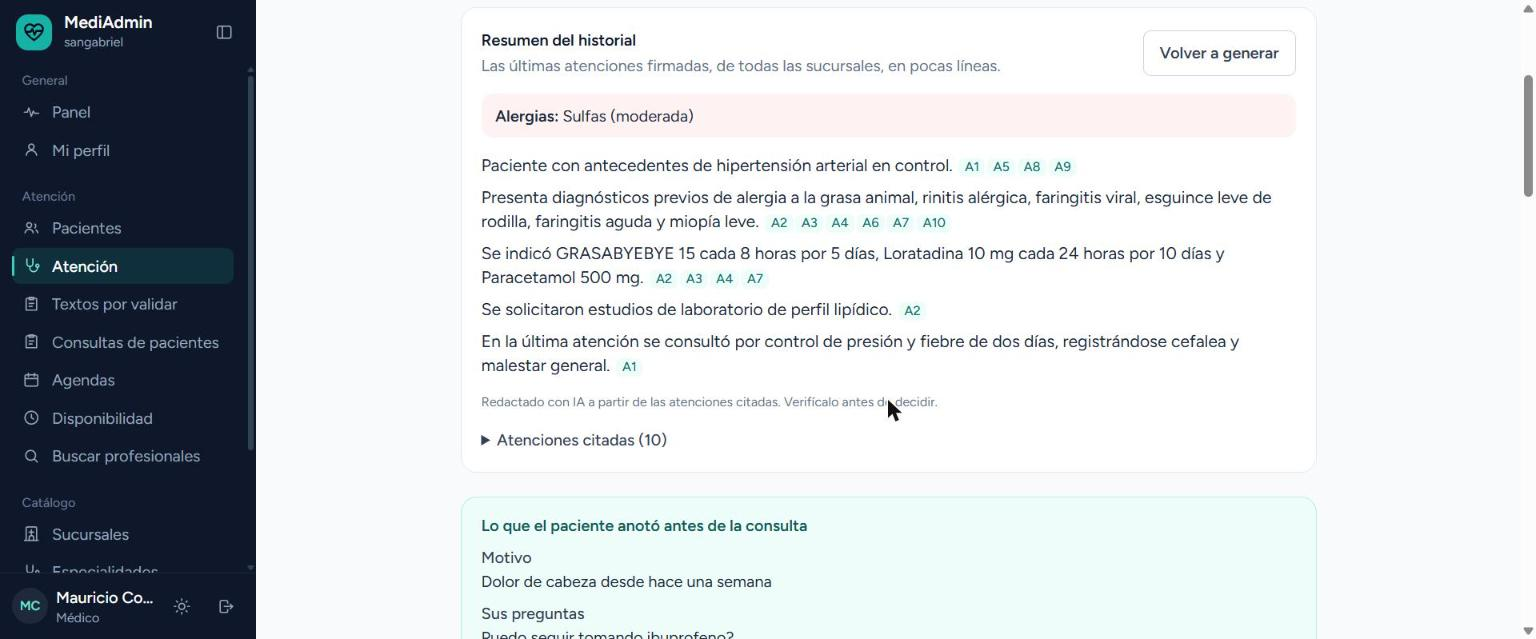 MediAdmin
sangabriel
General
Panel
Mi perfil
Atención
Pacientes
Atención
Textos por validar
Consultas de pacientes
Agendas
Disponibilidad
Buscar profesionales
Catálogo
Sucursales
Especialidades
MC
Mauricio Co...
Médico
Resumen del historial
Las últimas atenciones firmadas, de todas las sucursales, en pocas líneas.
Volver a generar
Alergias: Sulfas (moderada)
Paciente con antecedentes de hipertensión arterial en control. A1 A5 A8 A9
Presenta diagnósticos previos de alergia a la grasa animal, rinitis alérgica, faringitis viral, esguince leve de
rodilla, faringitis aguda y miopía leve. A2 A3 A4 A6 A7 A10
Se indicó GRASABYEBYE 15 cada 8 horas por 5 días, Loratadina 10 mg cada 24 horas por 10 días y
Paracetamol 500 mg. A2 A3 A4 A7
Se solicitaron estudios de laboratorio de perfil lipídico. A2
En la última atención se consultó por control de presión y fiebre de dos días, registrándose cefalea y
malestar general. A1
Redactado con IA a partir de las atenciones citadas. Verifícalo antes de decidir.
Atenciones citadas (10)
Lo que el paciente anotó antes de la consulta
Motivo
Dolor de cabeza desde hace una semana
Sus preguntas
Puedo seguir tomando ibuprofeno?